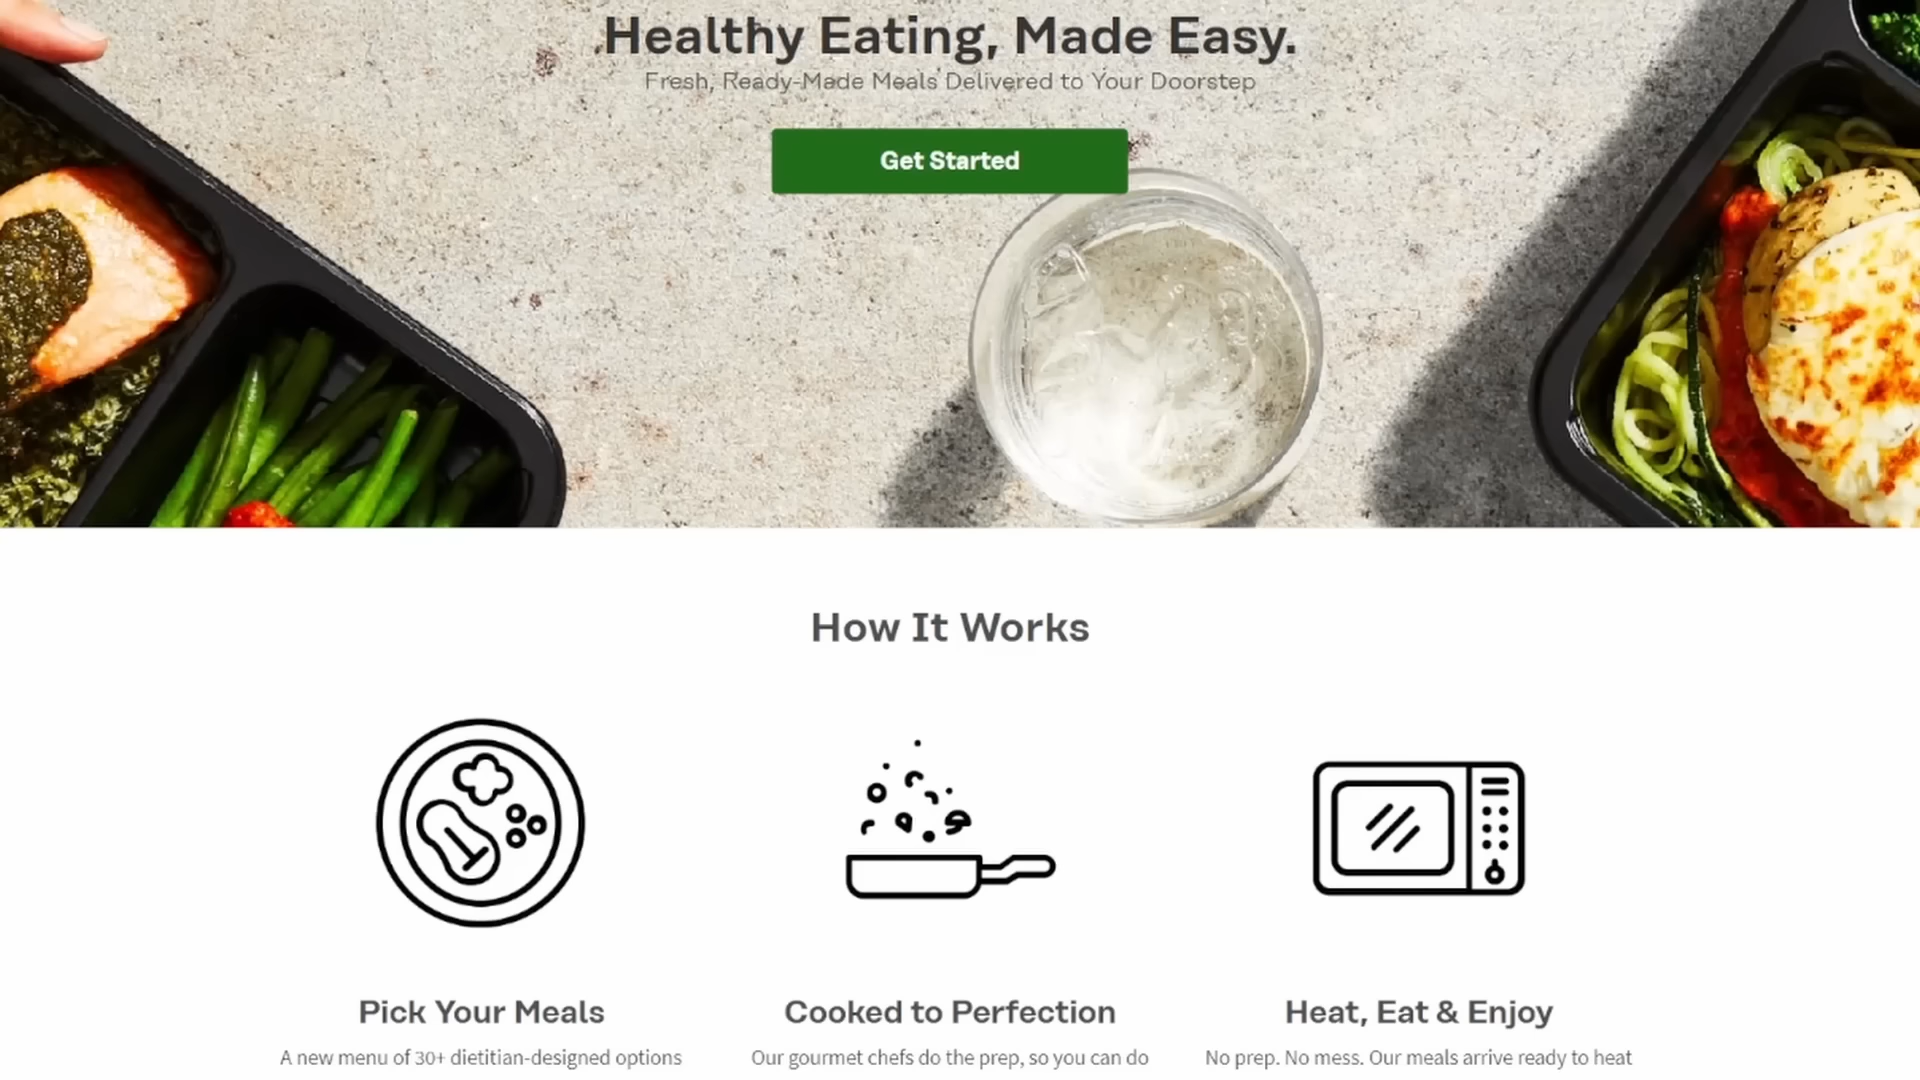 Healthy Eating, Made Easy.
Fresh, Ready-Made Meals Delivered to Your Doorstep
Get Started
How It Works
Pick Your Meals
A new menu of 30+ dietitian-designed options
Cooked to Perfection
Our gourmet chefs do the prep, so you can do
Heat, Eat & Enjoy
No prep. No mess. Our meals arrive ready to heat